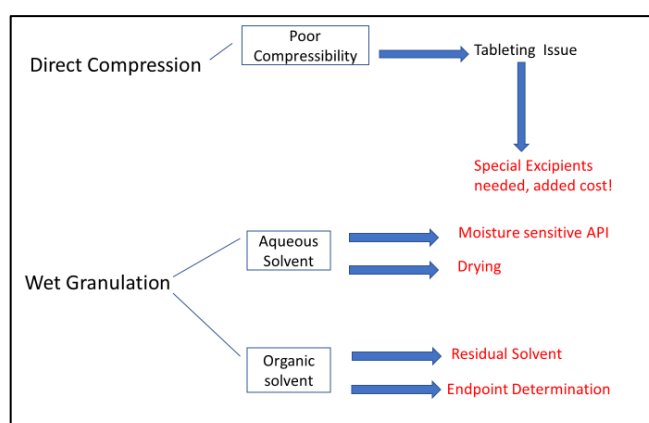 Direct Compression
Poor
Compressibility
Tableting Issue
Special Excipients
needed, added cost!
Wet Granulation
Aqueous
Solvent
Moisture sensitive API
Drying
Organic
solvent
Residual Solvent
Endpoint Determination